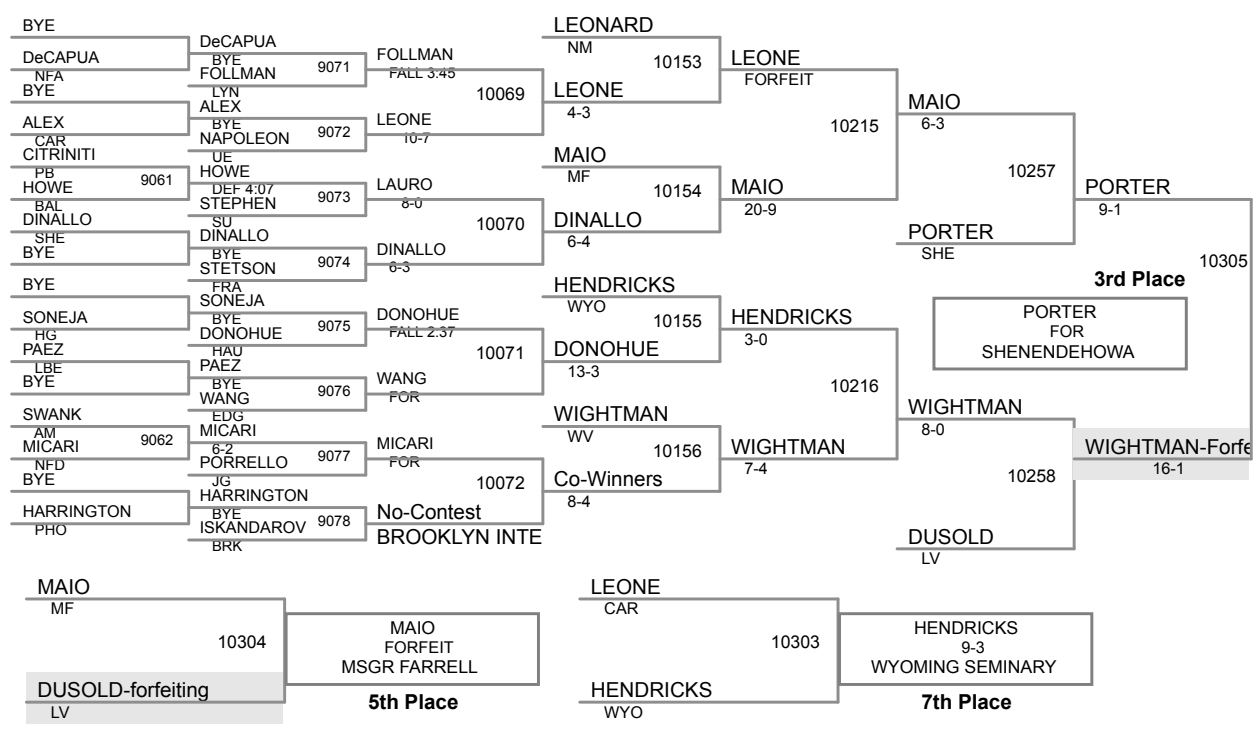 BYE
DeCAPUA
NFA
BYE
ALEX
CAR
CITRINITI
PB
HOWE
BAL
9061
DINALLO
SHE
BYE
BYE
SONEJA
HG
PAEZ
LBE
BYE
SWANK
AM
MICARI
NFD
9062
BYE
HARRINGTON
PHO
DeCAPUA
BYE
FOLLMAN
LYN
9071
ALEX
BYE
NAPOLEON
UE
9072
HOWE
DEF 4:07
STEPHEN
SU
9073
DINALLO
BYE
STETSON
FRA
9074
SONEJA
BYE
DONOHUE
HAU
9075
PAEZ
BYE
WANG
EDG
9076
MICARI
6-2
PORRELLO
JG
9077
HARRINGTON
BYE
ISKANDAROV
BRK
9078
FOLLMAN
FALL 3:45
10069
LEONE
10-7
LAURO
8-0
10070
DINALLO
6-3
DONOHUE
FALL 2:37
10071
WANG
FOR
MICARI
FOR
10072
No-Contest
BROOKLYN INTE
LEONARD
NM
10153
LEONE
4-3
MAIO
MF
10154
DINALLO
6-4
HENDRICKS
WYO
10155
DONOHUE
13-3
WIGHTMAN
WV
10156
Co-Winners
8-4
LEONE
FORFEIT
10215
MAIO
20-9
HENDRICKS
3-0
10216
WIGHTMAN
7-4
MAIO
6-3
10257
PORTER
SHE
WIGHTMAN
8-0
10258
DUSOLD
LV
PORTER
9-1
10305
WIGHTMAN-Forfe
16-1
3rd Place
PORTER
FOR
SHENENDEHOWA
MAIO
MF
10304
DUSOLD-forfeiting
LV
MAIO
FORFEIT
MSGR FARRELL
5th Place
LEONE
CAR
10303
HENDRICKS
WYO
HENDRICKS
9-3
WYOMING SEMINARY
7th Place